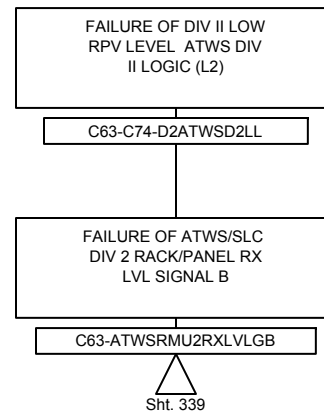 FAILURE OF DIV II LOW
RPV LEVEL ATWS DIV
II LOGIC (L2)
C63-C74-D2ATWSD2LL
FAILURE OF ATWS/SLC
DIV 2 RACK/PANEL RX
LVL SIGNAL B
C63-ATWSRMU2RXLVLGB
Sht. 339